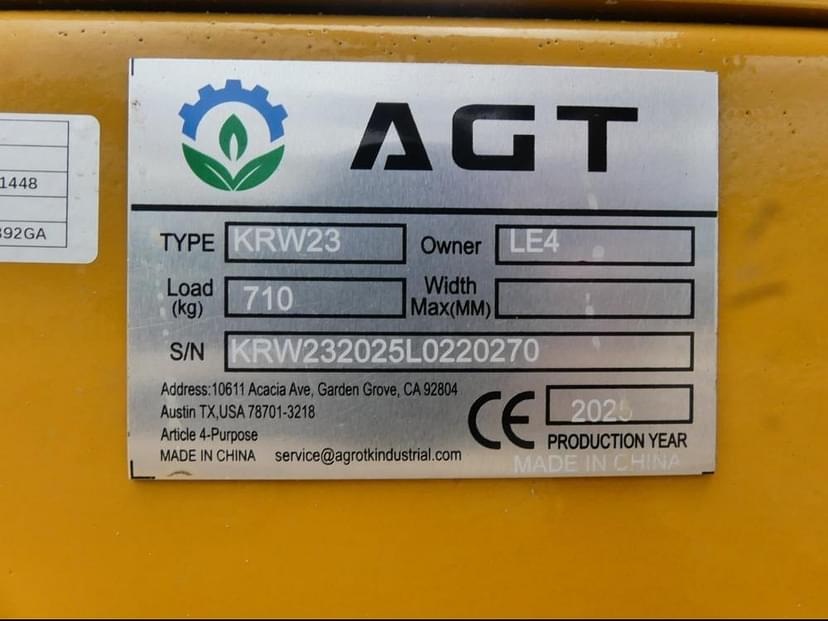 1448
392GA
AGT
TYPE KRW23 Owner LE4
Load (kg) 710 Width Max(MM)
S/N KRW232025L0220270
Address:10611 Acacia Ave, Garden Grove, CA 92804
Austin TX,USA 78701-3218
Article 4-Purpose
MADE IN CHINA service@agrotkindustrial.com
CE 2025
PRODUCTION YEAR
MADE IN CHINA